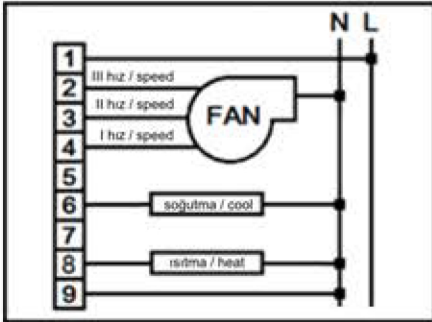 N L
1
2 III hız / speed
3 II hız / speed
FAN
4 I hız / speed
5
6 soğutma / cool
7
8 ısıtma / heat
9